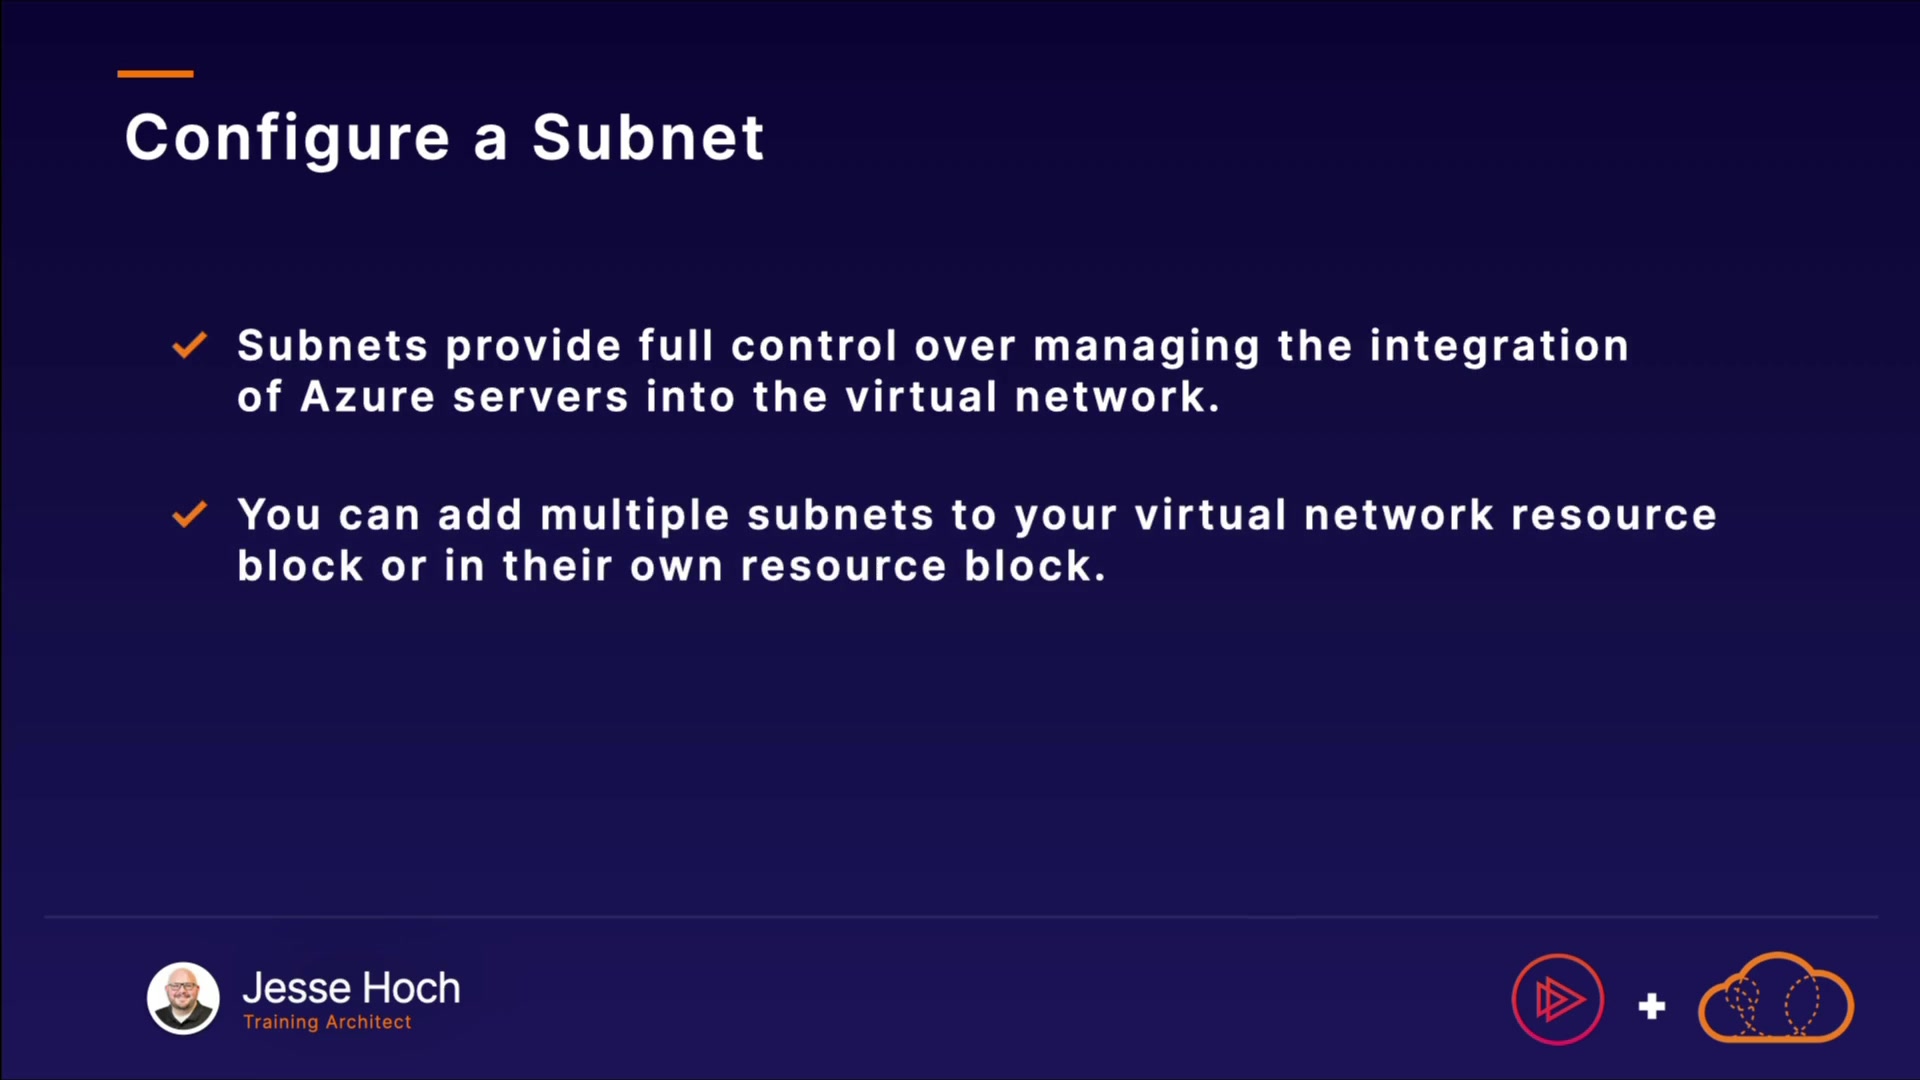 Configure a Subnet
Subnets provide full control over managing the integration
of Azure servers into the virtual network.
You can add multiple subnets to your virtual network resource
block or in their own resource block.
Jesse Hoch
Training Architect